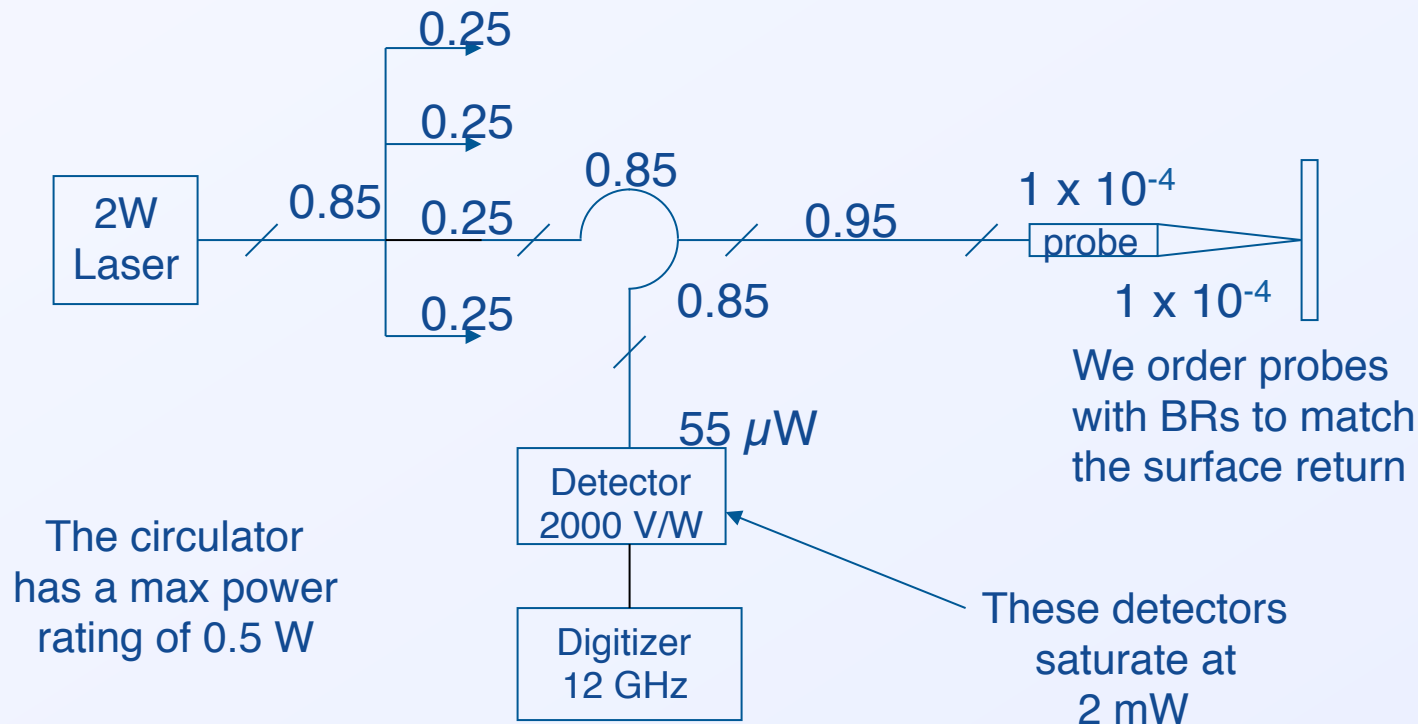 0.25
0.25
0.85
1 x 10-4
2W
Laser
0.85
0.25
0.95
probe
0.25
0.85
1 x 10-4
We order probes
with BRs to match
the surface return
55 µW
Detector
2000 V/W
The circulator
has a max power
rating of 0.5 W
Digitizer
12 GHz
These detectors
saturate at
2 mW